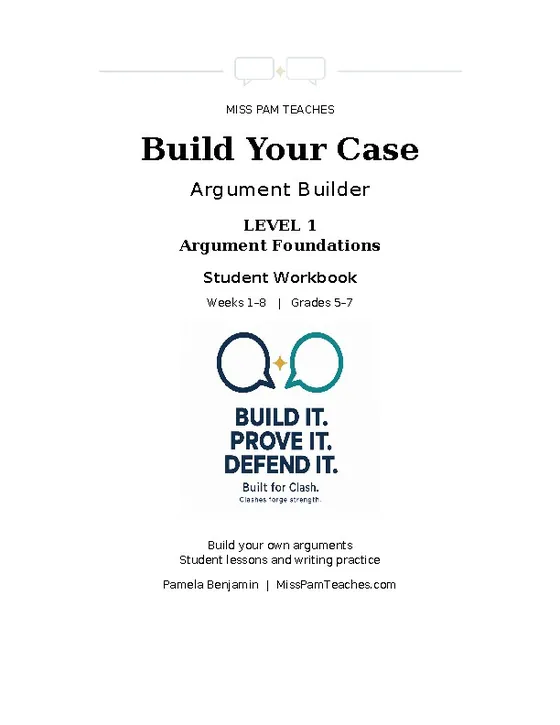 MISS PAM TEACHES
Build Your Case
Argument Builder
LEVEL 1
Argument Foundations
Student Workbook
Weeks 1–8 | Grades 5–7
BUILD IT.
PROVE IT.
DEFEND IT.
Built for Clash.
Clashes forge strength.
Build your own arguments
Student lessons and writing practice
Pamela Benjamin | MissPamTeaches.com